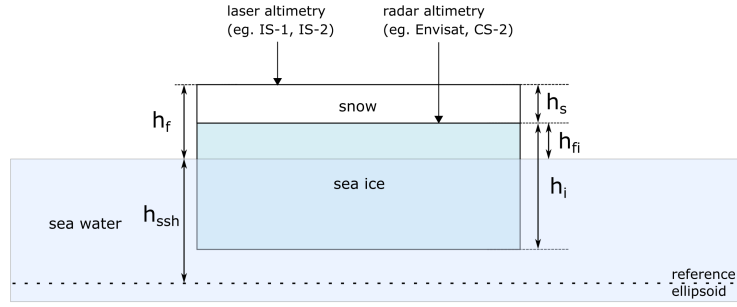 laser altimetry
(eg. IS-1, IS-2)
radar altimetry
(eg. Envisat, CS-2)
snow
hs
hf
hfi
sea ice
hi
hssh
sea water
reference
ellipsoid